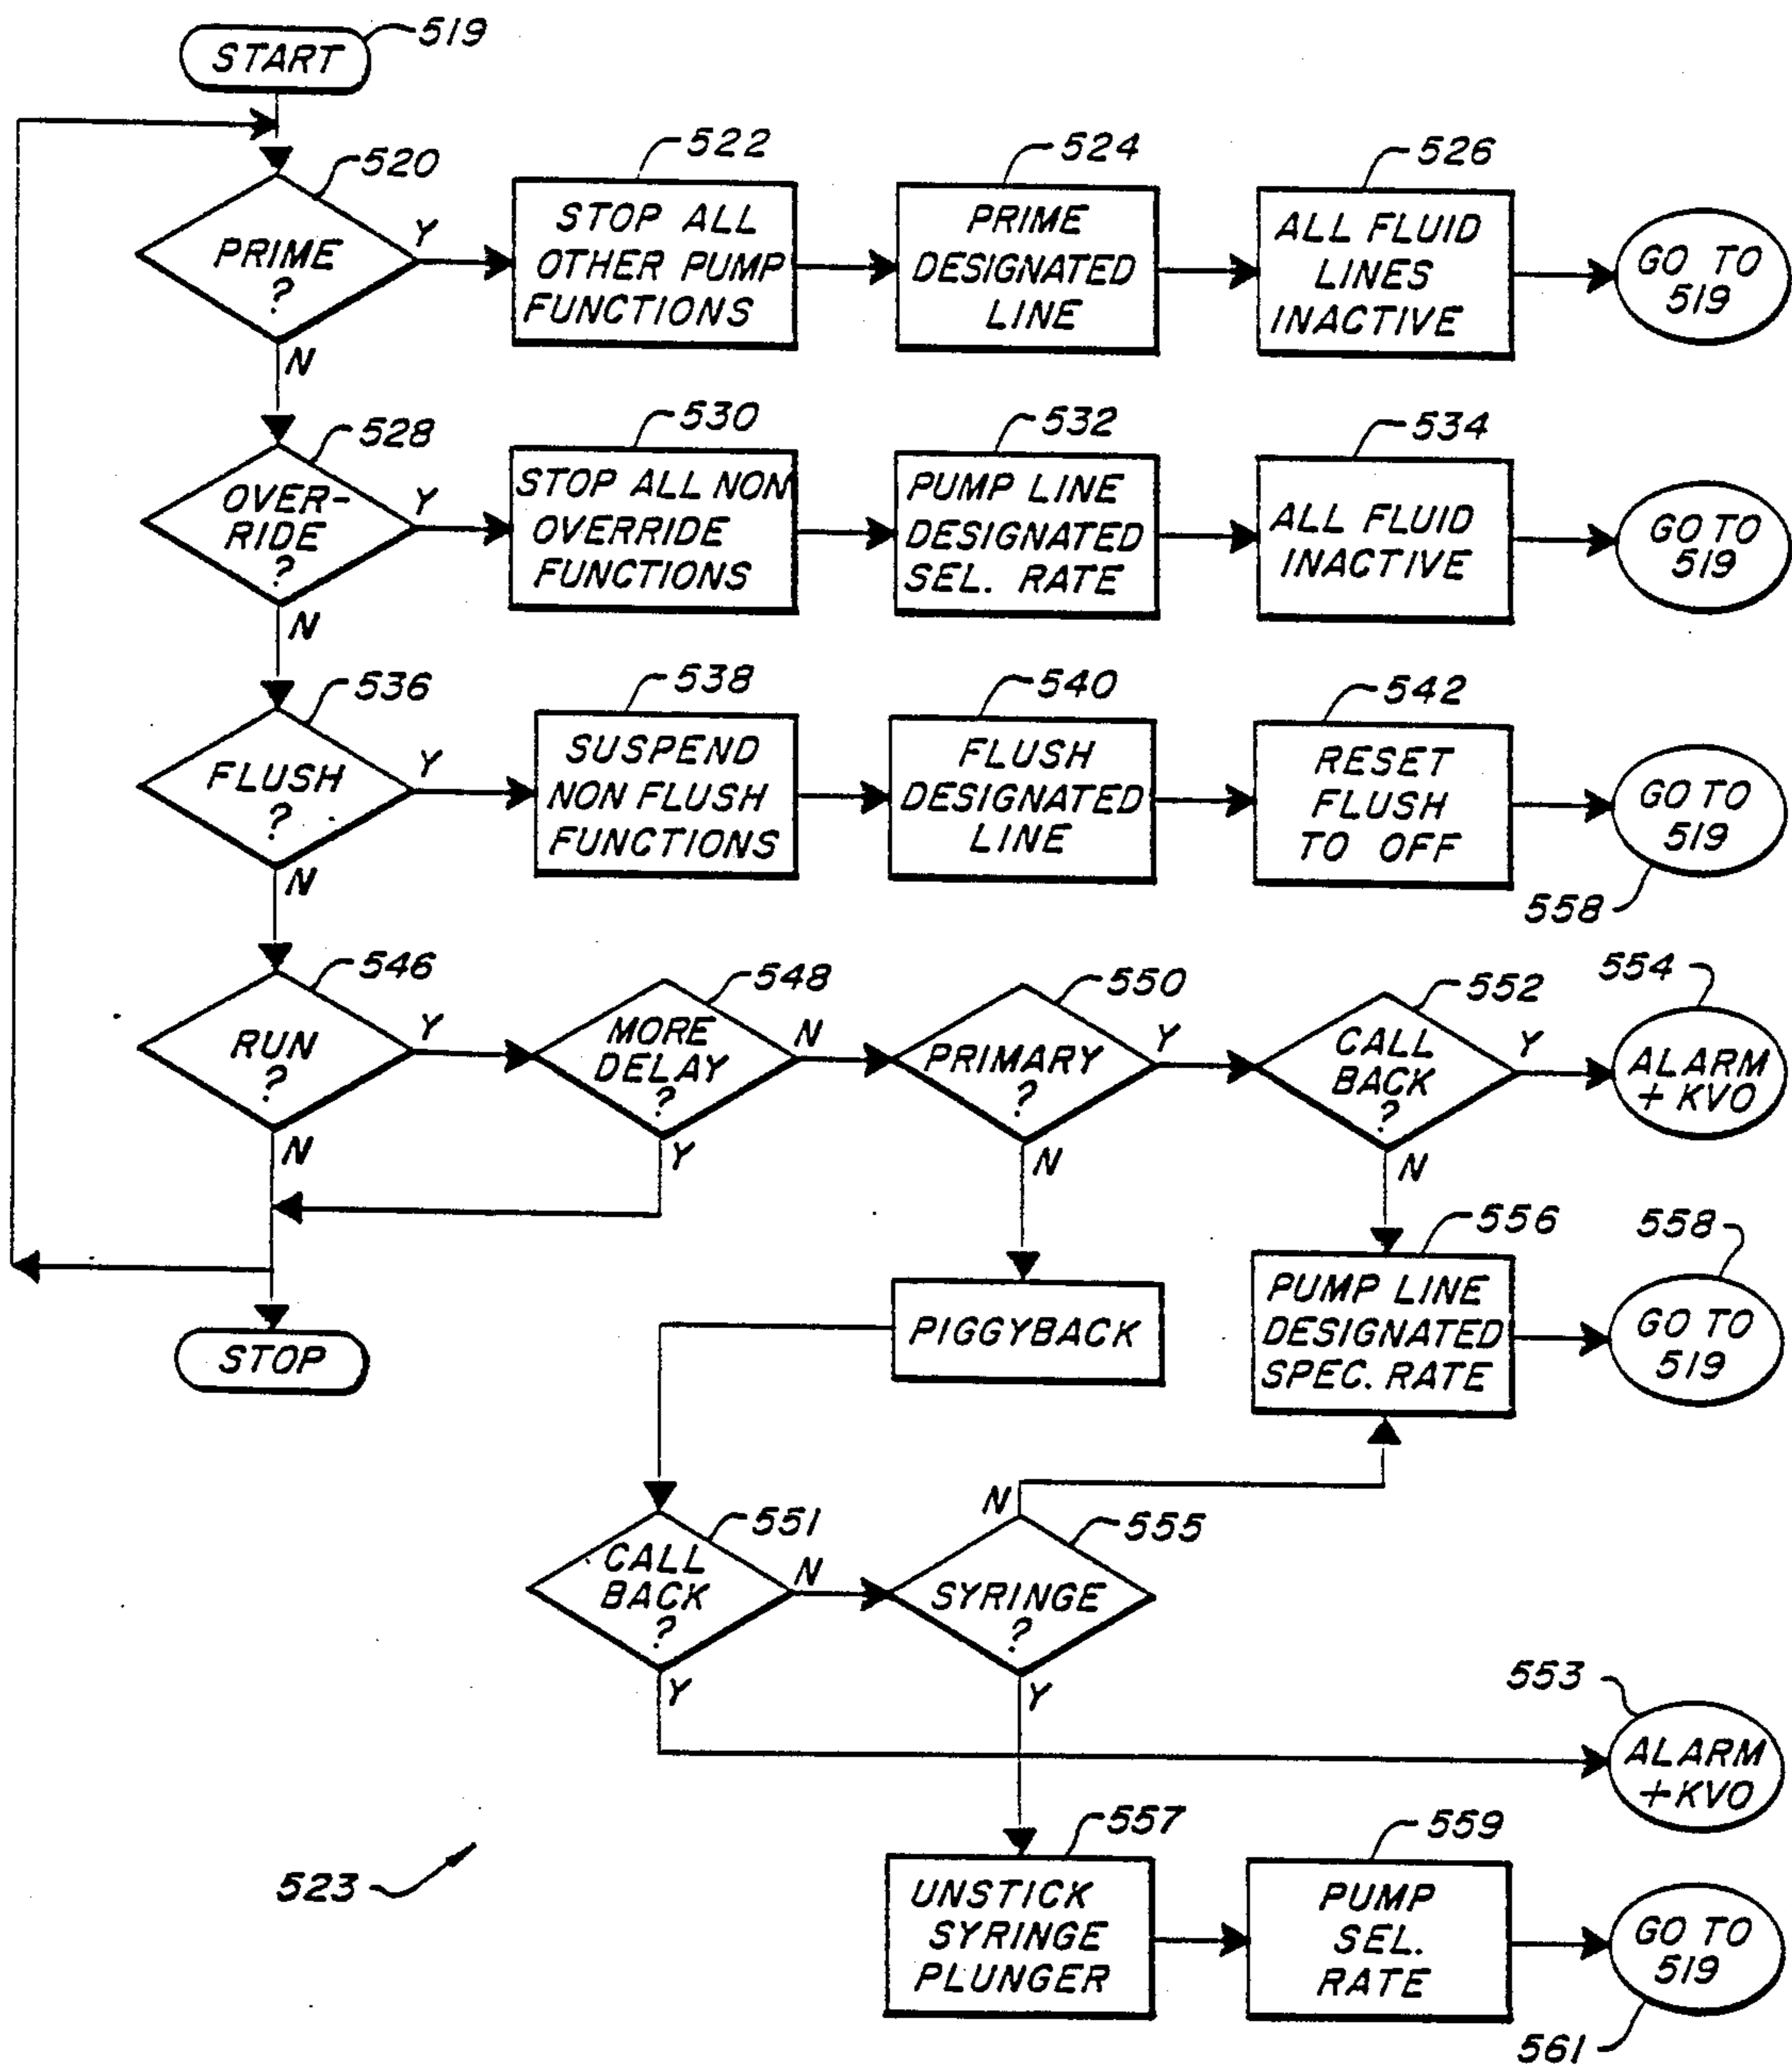 START
519
520
PRIME
?
Y
N
522
STOP ALL
OTHER PUMP
FUNCTIONS
524
PRIME
DESIGNATED
LINE
526
ALL FLUID
LINES
INACTIVE
GO TO
519
528
OVER-
RIDE
?
Y
N
530
STOP ALL NON
OVERRIDE
FUNCTIONS
532
PUMP LINE
DESIGNATED
SEL. RATE
534
ALL FLUID
INACTIVE
GO TO
519
536
FLUSH
?
Y
N
538
SUSPEND
NON FLUSH
FUNCTIONS
540
FLUSH
DESIGNATED
LINE
542
RESET
FLUSH
TO OFF
GO TO
519
558
546
RUN
?
Y
N
548
MORE
DELAY
?
N
Y
550
PRIMARY
?
Y
N
552
CALL
BACK
?
Y
N
554
ALARM
+ KVO
STOP
PIGGYBACK
556
PUMP LINE
DESIGNATED
SPEC. RATE
558
GO TO
519
551
CALL
BACK
?
N
Y
555
SYRINGE
?
N
Y
553
ALARM
+KVO
523
557
UNSTICK
SYRINGE
PLUNGER
559
PUMP
SEL.
RATE
GO TO
519
561